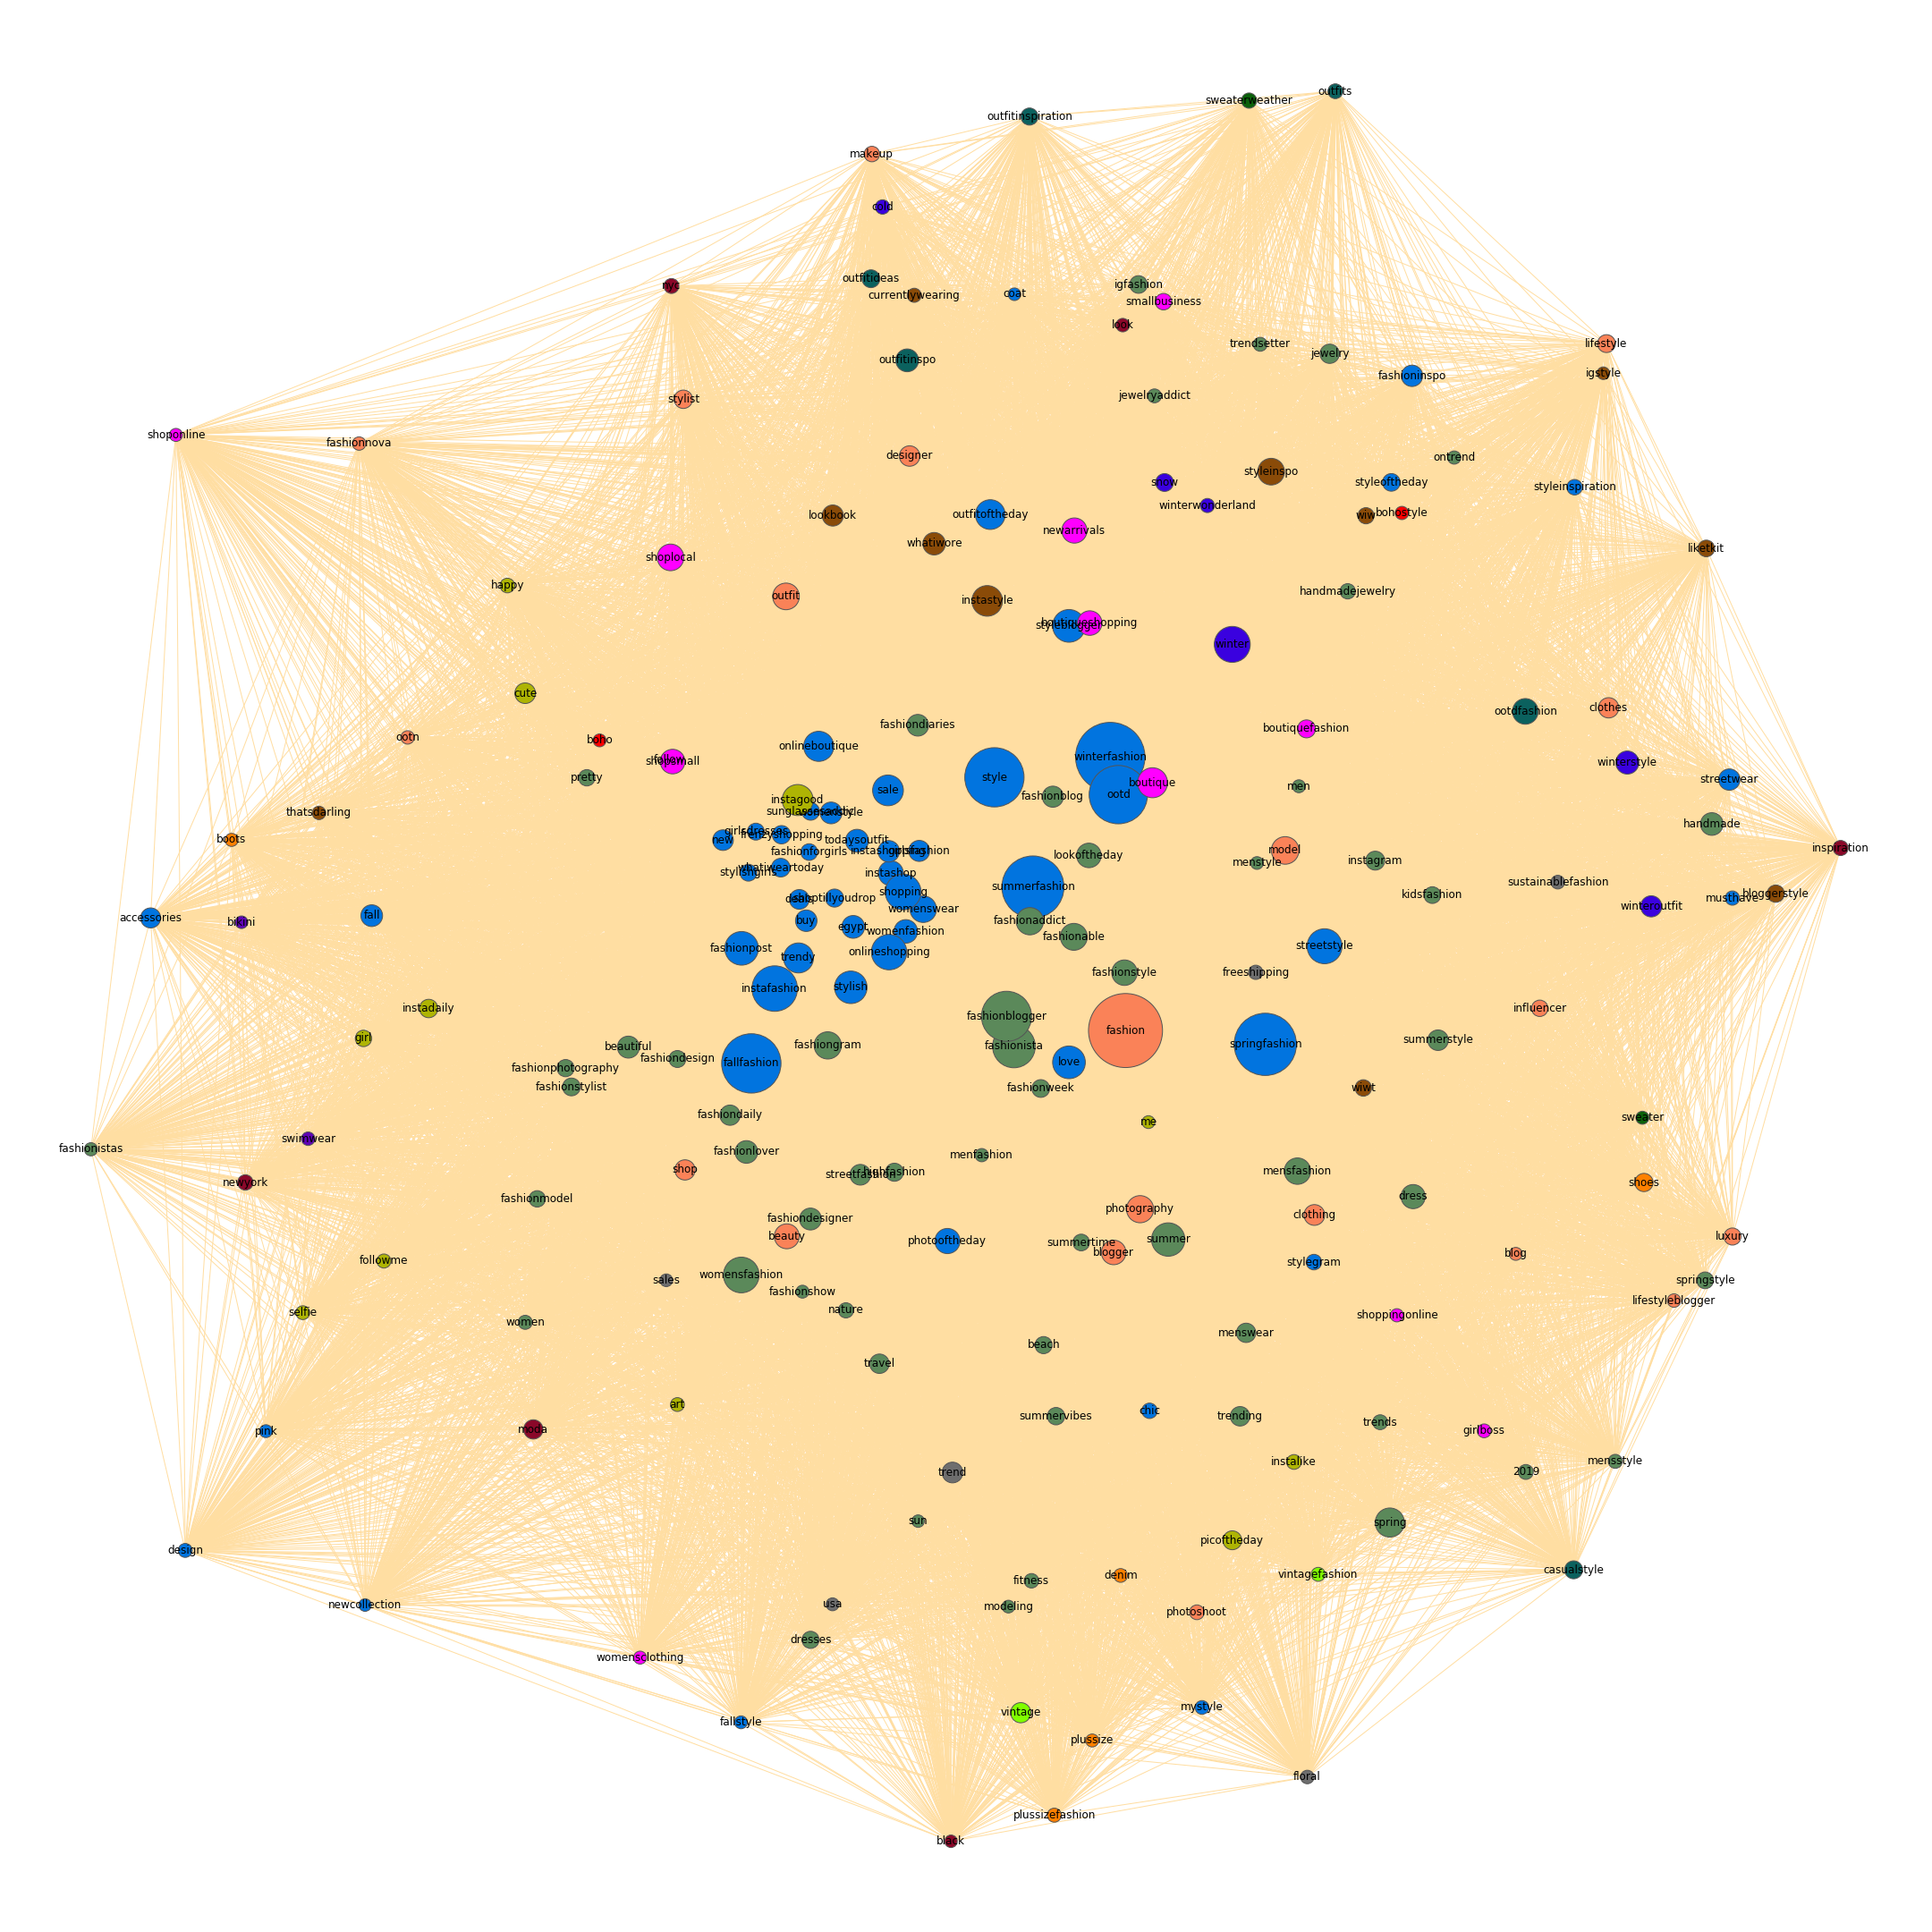 outfits
sweaterweather
outfitinspiration
makeup
cold
outfitideas
nyc
igfashion
coat
currentlywearing
smallbusiness
look
trendsetter
lifestyle
jewelry
outfitinspo
igstyle
fashioninspo
jewelryaddict
stylist
shoponline
fashionnova
designer
ontrend
styleinspo
snow
styleoftheday
styleinspiration
winterwonderland
bohostyle
outfitoftheday
lookbook
wiw
newarrivals
whatiwore
liketkit
shoplocal
happy
handmadejewelry
outfit
instastyle
boutiqueshopping
styleblogger
winter
cute
clothes
ootdfashion
fashiondiaries
boutiquefashion
ootn
boho
onlineboutique
winterfashion
follow
shopsmall
winterstyle
pretty
style
streetwear
boutique
men
sale
ootd
fashionblog
instagood
thatsdarling
sunglassesaddic
womenstyle
handmade
girlsdresses
frenzyshopping
boots
new
todaysoutfit
inspiration
fashionforgirls
instashopping
girlsfashion
model
lookoftheday
menstyle
instagram
whatiweartoday
stylishgirls
instashop
sustainablefashion
summerfashion
shopping
kidsfashion
bloggerstyle
deals
shoptillyoudrop
musthave
winteroutfit
womenswear
fall
accessories
bikini
buy
fashionaddict
egypt
womenfashion
fashionable
streetstyle
fashionpost
onlineshopping
trendy
fashionstyle
freeshipping
stylish
instafashion
instadaily
influencer
fashionblogger
fashion
girl
summerstyle
springfashion
fashiongram
fashionista
beautiful
fashiondesign
love
fallfashion
fashionphotography
fashionstylist
fashionweek
wiwt
fashiondaily
sweater
me
swimwear
fashionistas
fashionlover
menfashion
shop
mensfashion
highfashion
streetfashion
newyork
shoes
dress
fashionmodel
photography
clothing
fashiondesigner
beauty
luxury
summer
photooftheday
summertime
blogger
blog
followme
stylegram
womensfashion
sales
springstyle
fashionshow
lifestyleblogger
nature
selfie
shoppingonline
women
menswear
beach
travel
art
chic
summervibes
trending
trends
moda
pink
girlboss
mensstyle
instalike
trend
2019
sun
spring
picoftheday
design
casualstyle
vintagefashion
denim
fitness
usa
newcollection
modeling
photoshoot
dresses
womensclothing
mystyle
vintage
fallstyle
plussize
floral
plussizefashion
black